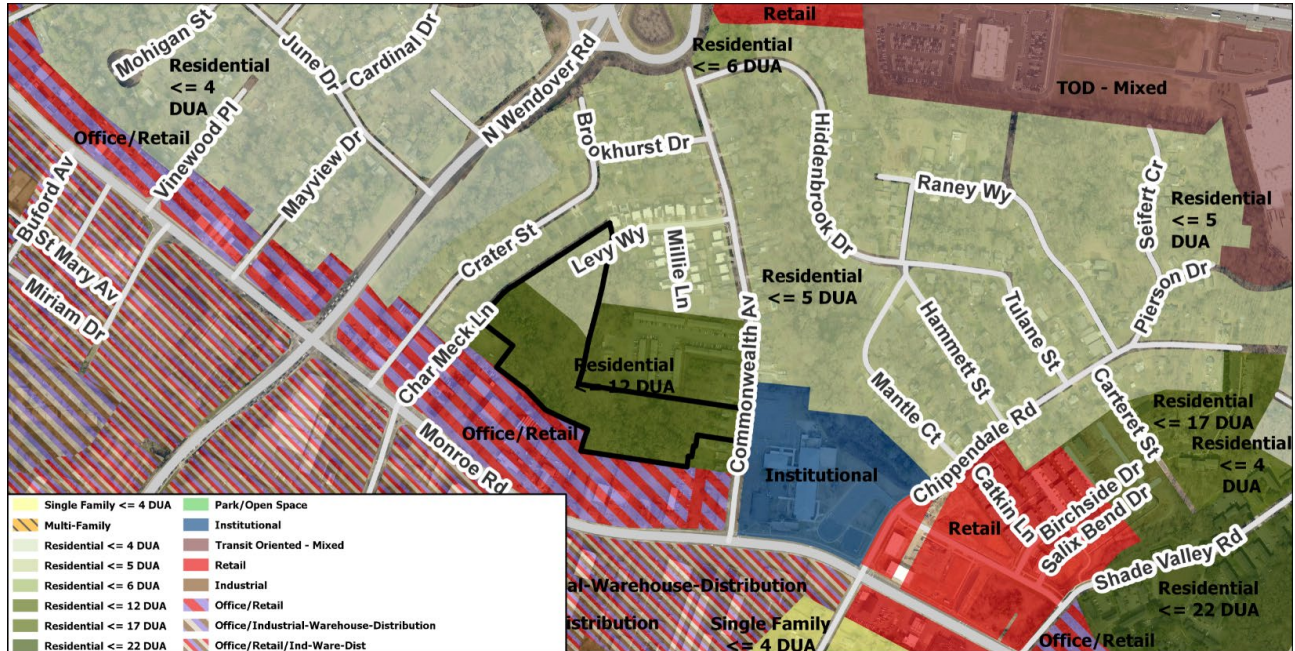 Retail
Mohigan St
June Dr
Cardinal Dr
N Wendover Rd
Residential
<= 6 DUA
Residential
<= 4
DUA
TOD - Mixed
Office/Retail
Vinewood Pl
Mayview Dr
Brookhurst Dr
Hiddenbrook Dr
Raney Wy
Seifert Cr
Residential
<= 5
DUA
Buford Av
St Mary Av
Miriam Dr
Crater St
Levy Wy
Millie Ln
Residential
<= 5 DUA
Pierson Dr
Char Meck Ln
Commonwealth Av
Hammett St
Tulane St
Residential
<= 12 DUA
Mantle Ct
Carteret St
Chippendale Rd
Residential
<= 17 DUA
Residential
<= 4
DUA
Office/Retail
Monroe Rd
Institutional
Catkin Ln
Birchside Dr
Salix Bend Dr
Retail
Shade Valley Rd
Residential
<= 22 DUA
al-Warehouse-Distribution
istribution
Single Family
<= 4 DUA
Office/Retail
Single Family <= 4 DUA
Multi-Family
Residential <= 4 DUA
Residential <= 5 DUA
Residential <= 6 DUA
Residential <= 12 DUA
Residential <= 17 DUA
Residential <= 22 DUA
Park/Open Space
Institutional
Transit Oriented - Mixed
Retail
Industrial
Office/Retail
Office/Industrial-Warehouse-Distribution
Office/Retail/Ind-Ware-Dist